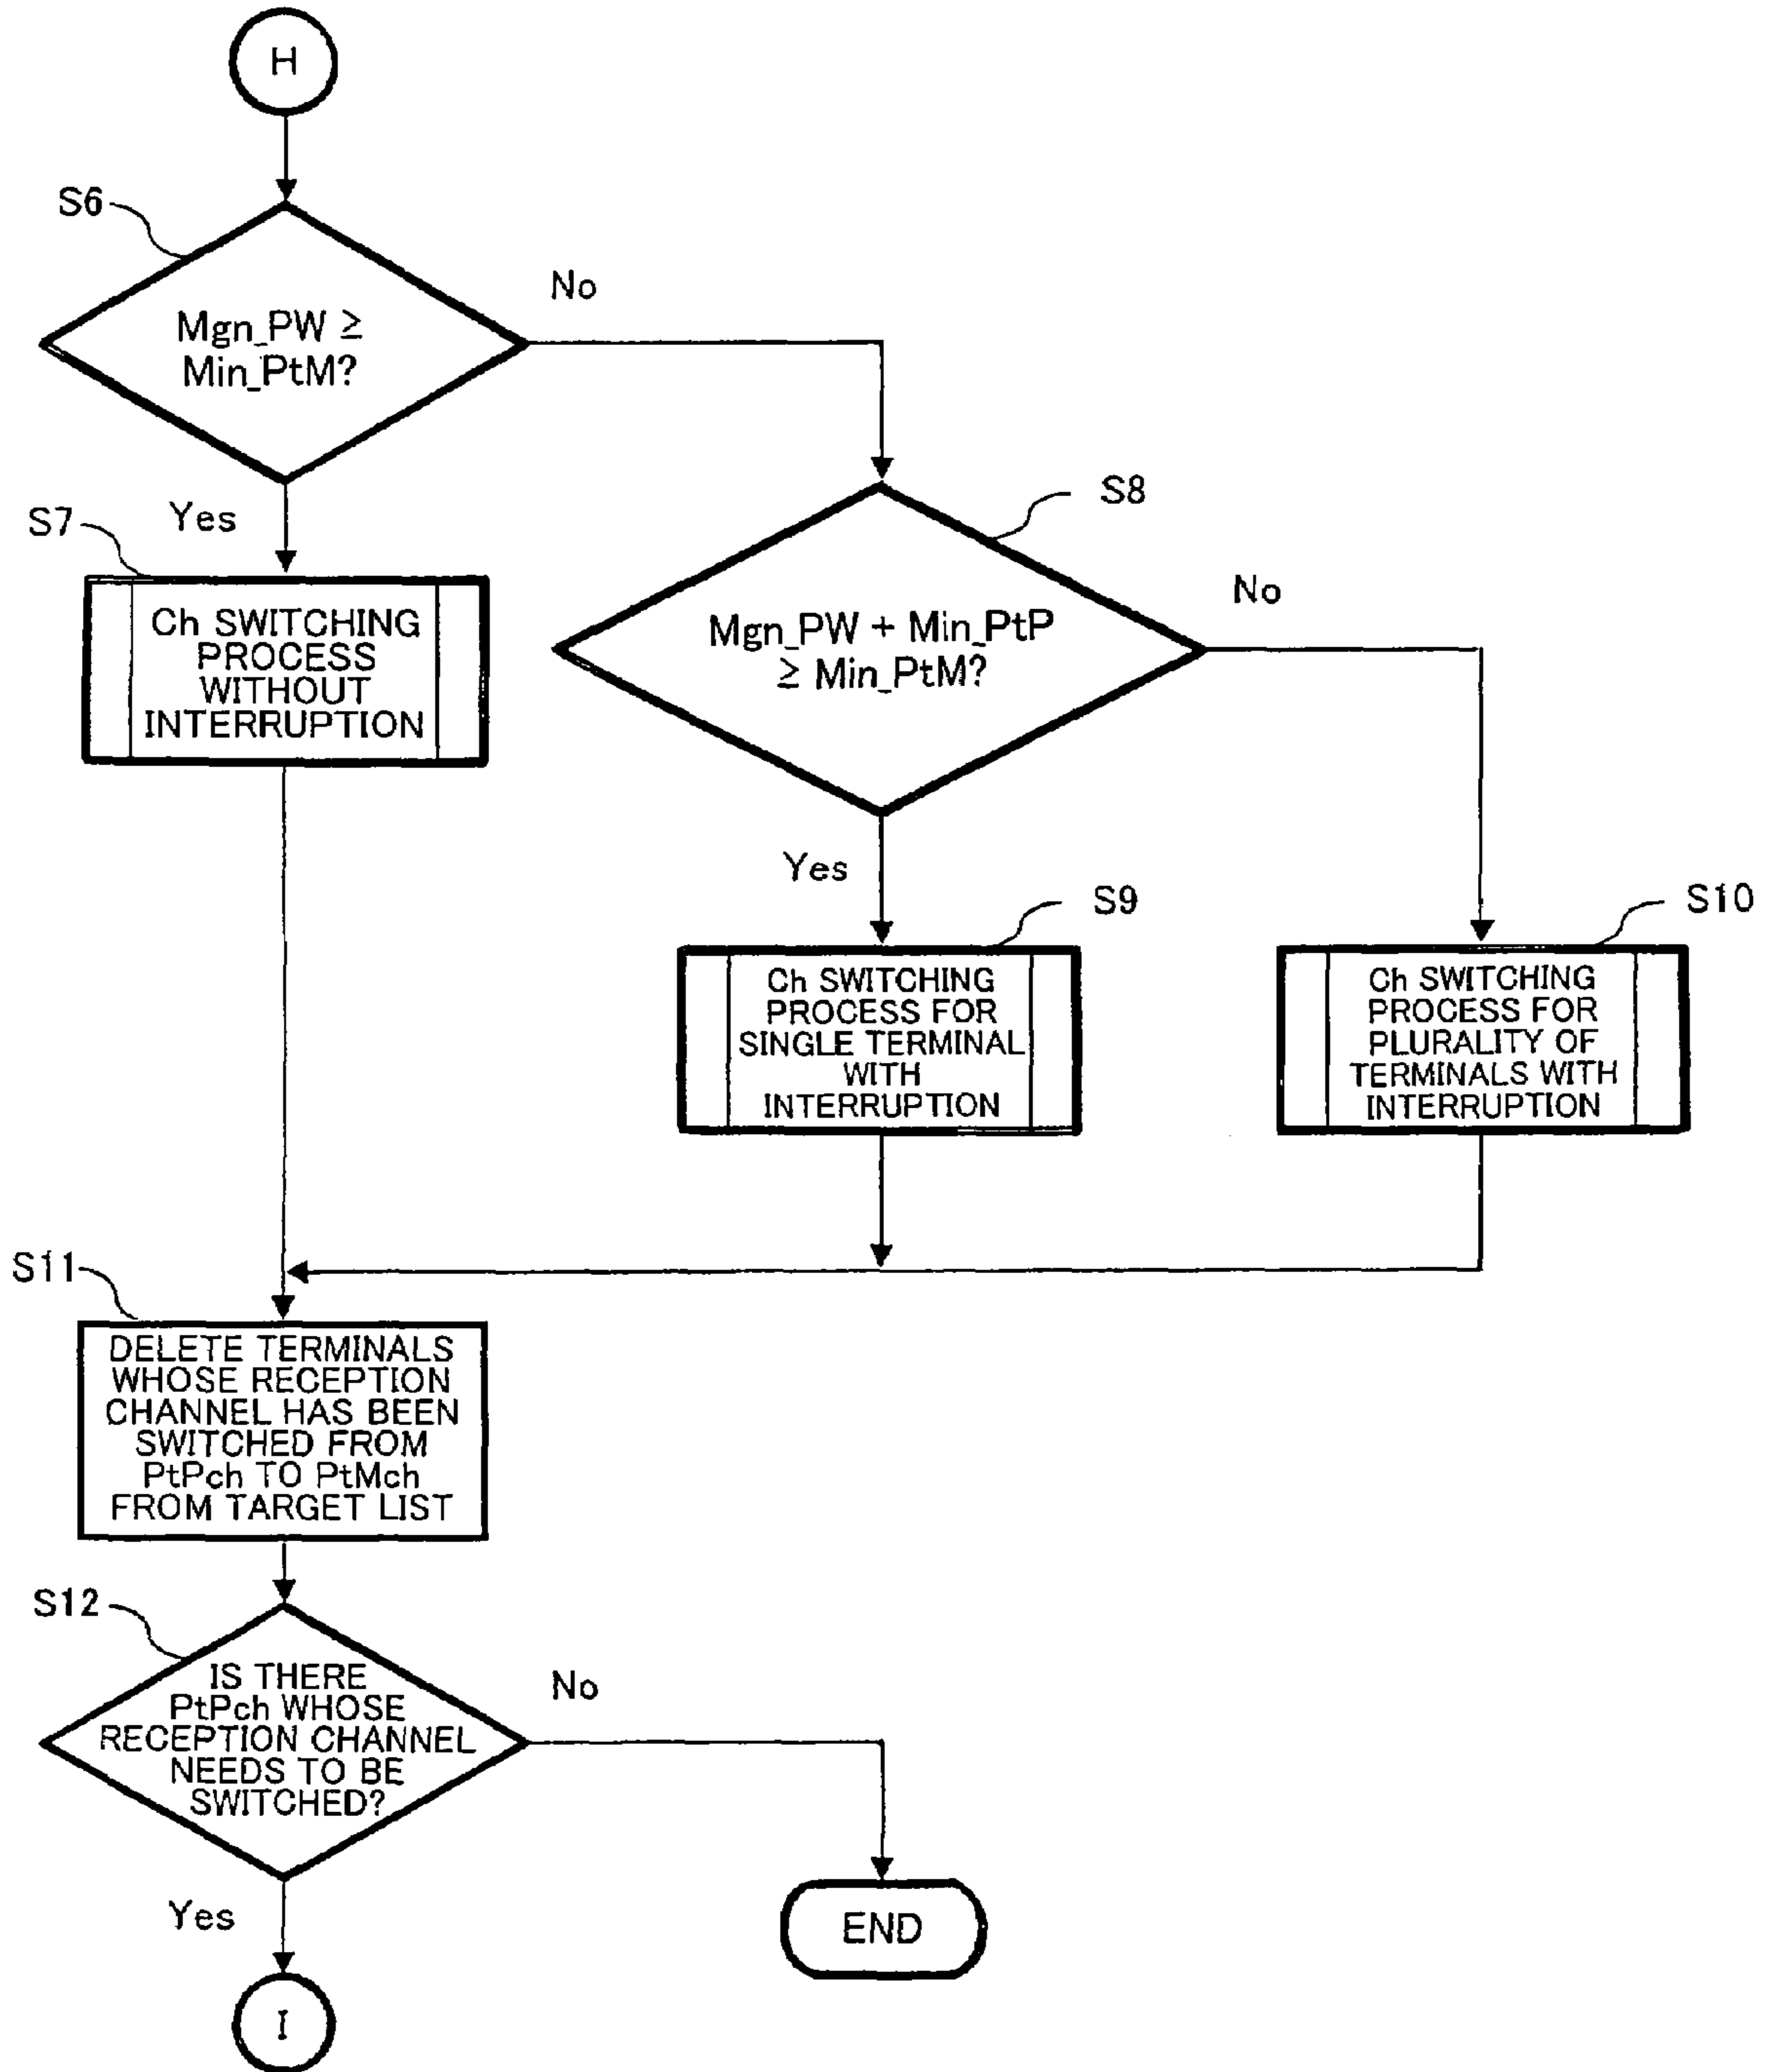 H
S6
Mgn_PW ≥
Min_PtM?
No
Yes
S7
Ch SWITCHING
PROCESS
WITHOUT
INTERRUPTION
S8
Mgn_PW + Min_PtP
≥ Min_PtM?
No
Yes
S9
Ch SWITCHING
PROCESS FOR
SINGLE TERMINAL
WITH
INTERRUPTION
S10
Ch SWITCHING
PROCESS FOR
PLURALITY OF
TERMINALS WITH
INTERRUPTION
S11
DELETE TERMINALS
WHOSE RECEPTION
CHANNEL HAS BEEN
SWITCHED FROM
PtPch TO PtMch
FROM TARGET LIST
S12
IS THERE
PtPch WHOSE
RECEPTION CHANNEL
NEEDS TO BE
SWITCHED?
No
Yes
END
I